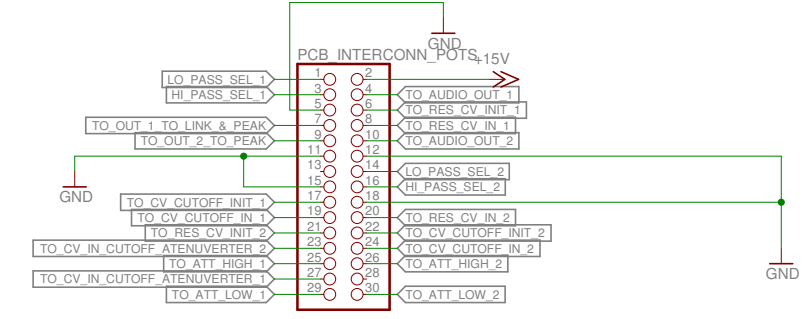 GND
PCB_INTERCONN_POTS +15V
LO_PASS_SEL_1 1 2
HI_PASS_SEL_1 3 4 TO_AUDIO_OUT_1
5 6 TO_RES_CV_INIT_1
TO_OUT_1_TO_LINK & PEAK 7 8 TO_RES_CV_IN_1
TO_OUT_2_TO_PEAK 9 10 TO_AUDIO_OUT_2
11 12
13 14 LO_PASS_SEL_2
15 16 HI_PASS_SEL_2
GND
TO_CV_CUTOFF_INIT_1 17 18
TO_CV_CUTOFF_IN_1 19 20 TO_RES_CV_IN_2
TO_RES_CV_INIT_2 21 22 TO_CV_CUTOFF_INIT_2
TO_CV_IN_CUTOFF_ATENUVERTER_2 23 24 TO_CV_CUTOFF_IN_2
TO_ATT_HIGH_1 25 26 TO_ATT_HIGH_2
GND
TO_CV_IN_CUTOFF_ATENUVERTER_1 27 28
TO_ATT_LOW_1 29 30 TO_ATT_LOW_2